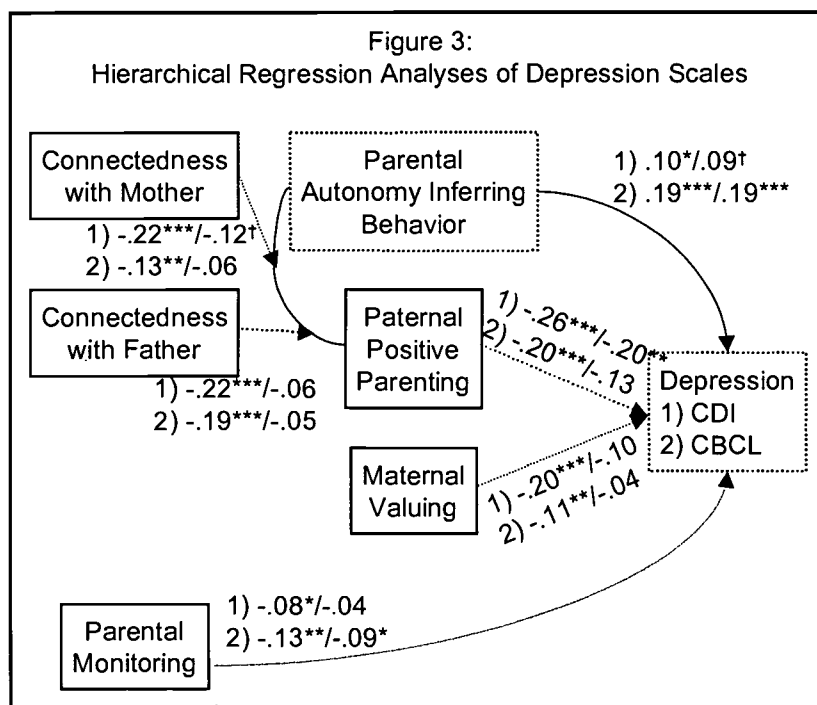 Figure 3:
Hierarchical Regression Analyses of Depression Scales
Connectedness
with Mother
1) -.22***/-.12†
2) -.13**/-.06
Parental
Autonomy Inferring
Behavior
1) .10*/.09†
2) .19***/.19***
Connectedness
with Father
1) -.22***/-.06
2) -.19***/-.05
Paternal
Positive
Parenting
1) -.26***/-.20**
2) -.20***/-.13
Depression
1) CDI
2) CBCL
Maternal
Valuing
1) -.20***/-.10
2) -.11**/-.04
Parental
Monitoring
1) -.08*/-.04
2) -.13**/-.09*